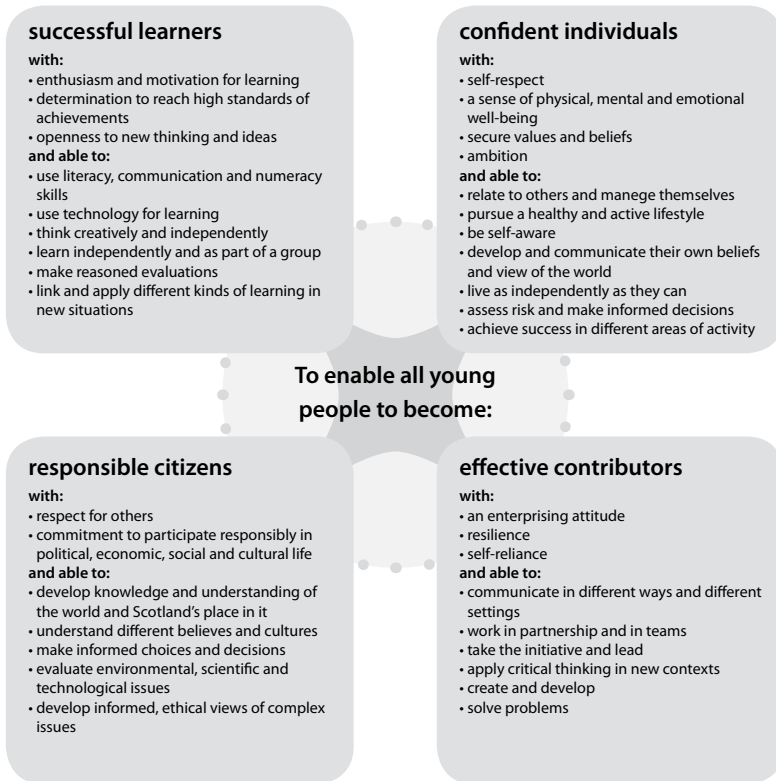 successful learners
with:
• enthusiasm and motivation for learning
• determination to reach high standards of
achievements
• openness to new thinking and ideas
and able to:
• use literacy, communication and numeracy
skills
• use technology for learning
• think creatively and independently
• learn independently and as part of a group
• make reasoned evaluations
• link and apply different kinds of learning in
new situations
confident individuals
with:
• self-respect
• a sense of physical, mental and emotional
well-being
• secure values and beliefs
• ambition
and able to:
• relate to others and manege themselves
• pursue a healthy and active lifestyle
• be self-aware
• develop and communicate their own beliefs
and view of the world
• live as independently as they can
• assess risk and make informed decisions
• achieve success in different areas of activity
To enable all young
people to become:
responsible citizens
with:
• respect for others
• commitment to participate responsibly in
political, economic, social and cultural life
and able to:
• develop knowledge and understanding of
the world and Scotland's place in it
• understand different believes and cultures
• make informed choices and decisions
• evaluate environmental, scientific and
technological issues
• develop informed, ethical views of complex
issues
effective contributors
with:
• an enterprising attitude
• resilience
• self-reliance
and able to:
• communicate in different ways and different
settings
• work in partnership and in teams
• take the initiative and lead
• apply critical thinking in new contexts
• create and develop
• solve problems